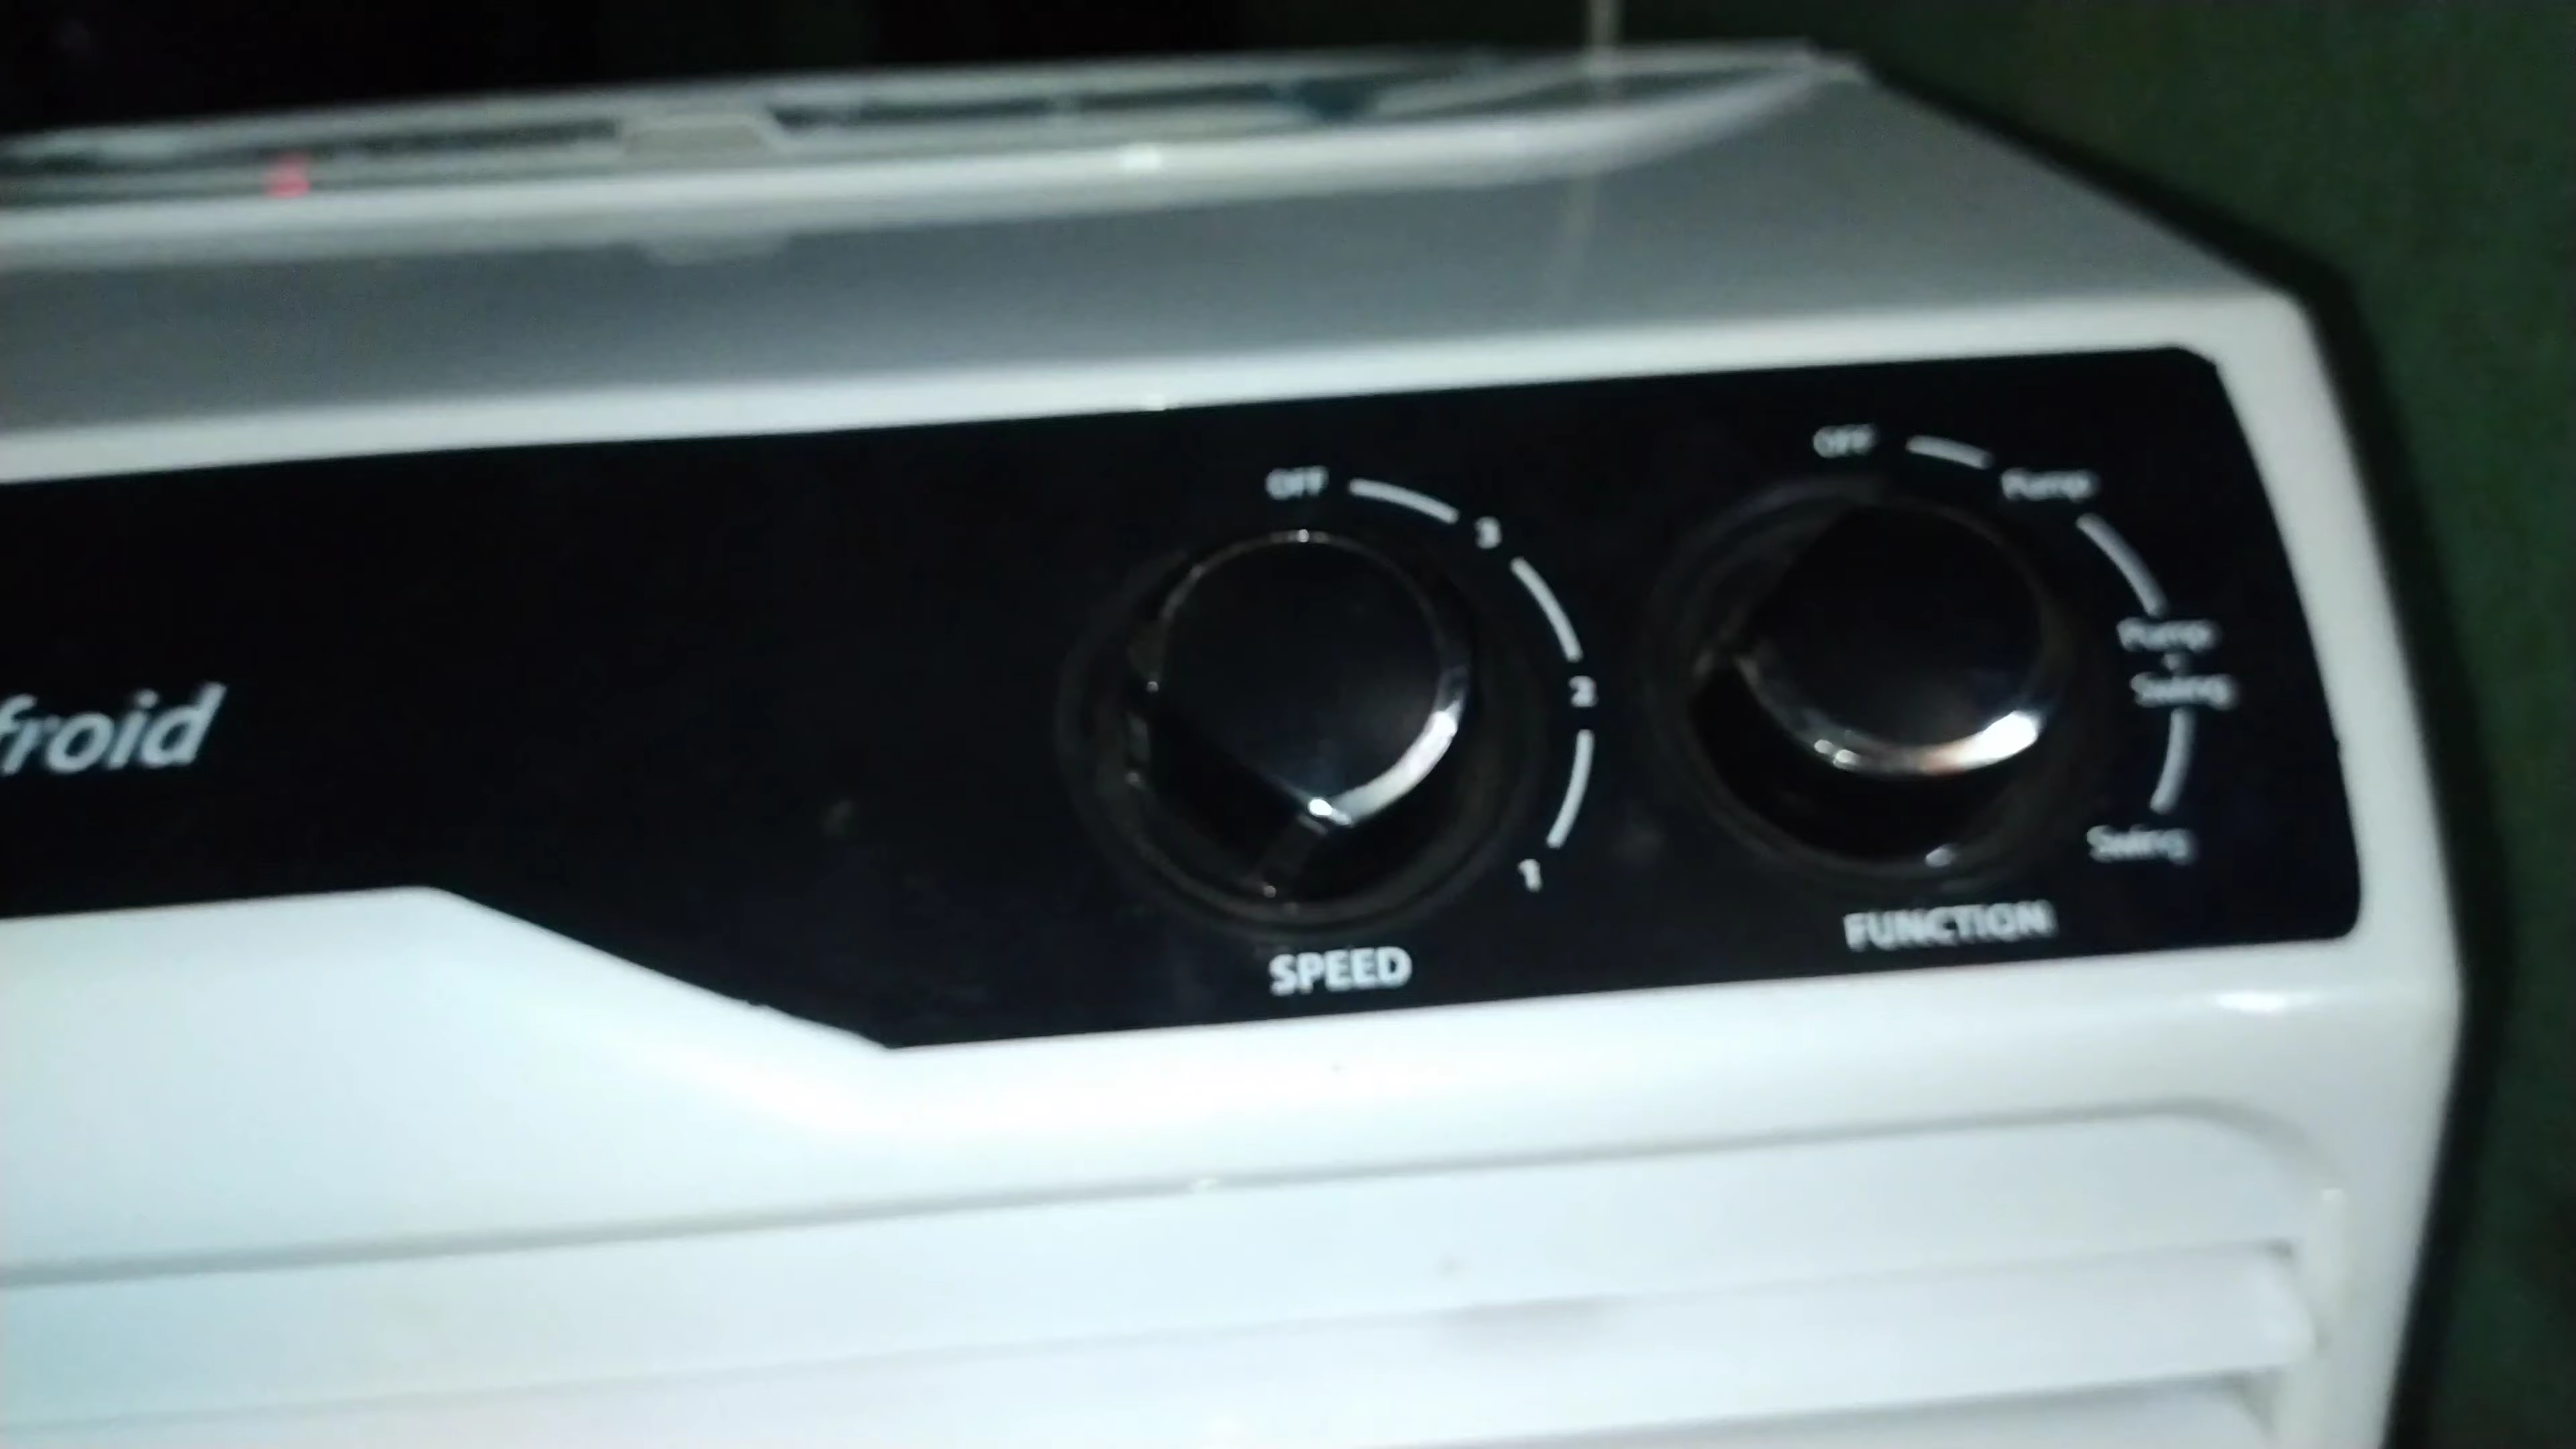 froid
OFF
3
2
1
SPEED
OFF
Pump
Pump
Swing
Swing
FUNCTION